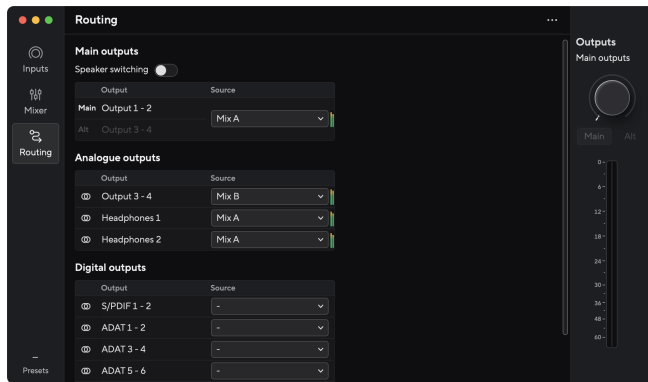 Routing
...
Inputs
Mixer
Routing
–
Presets
Main outputs
Speaker switching
Output Source
Main Output 1 - 2 Mix A
Alt Output 3 - 4
Analogue outputs
Output Source
Output 3 - 4 Mix B
Headphones 1 Mix A
Headphones 2 Mix A
Digital outputs
Output Source
S/PDIF 1 - 2 -
ADAT 1 - 2 -
ADAT 3 - 4 -
ADAT 5 - 6 -
Outputs
Main outputs
Main Alt
0
6
12
18
24
30
36
48
60